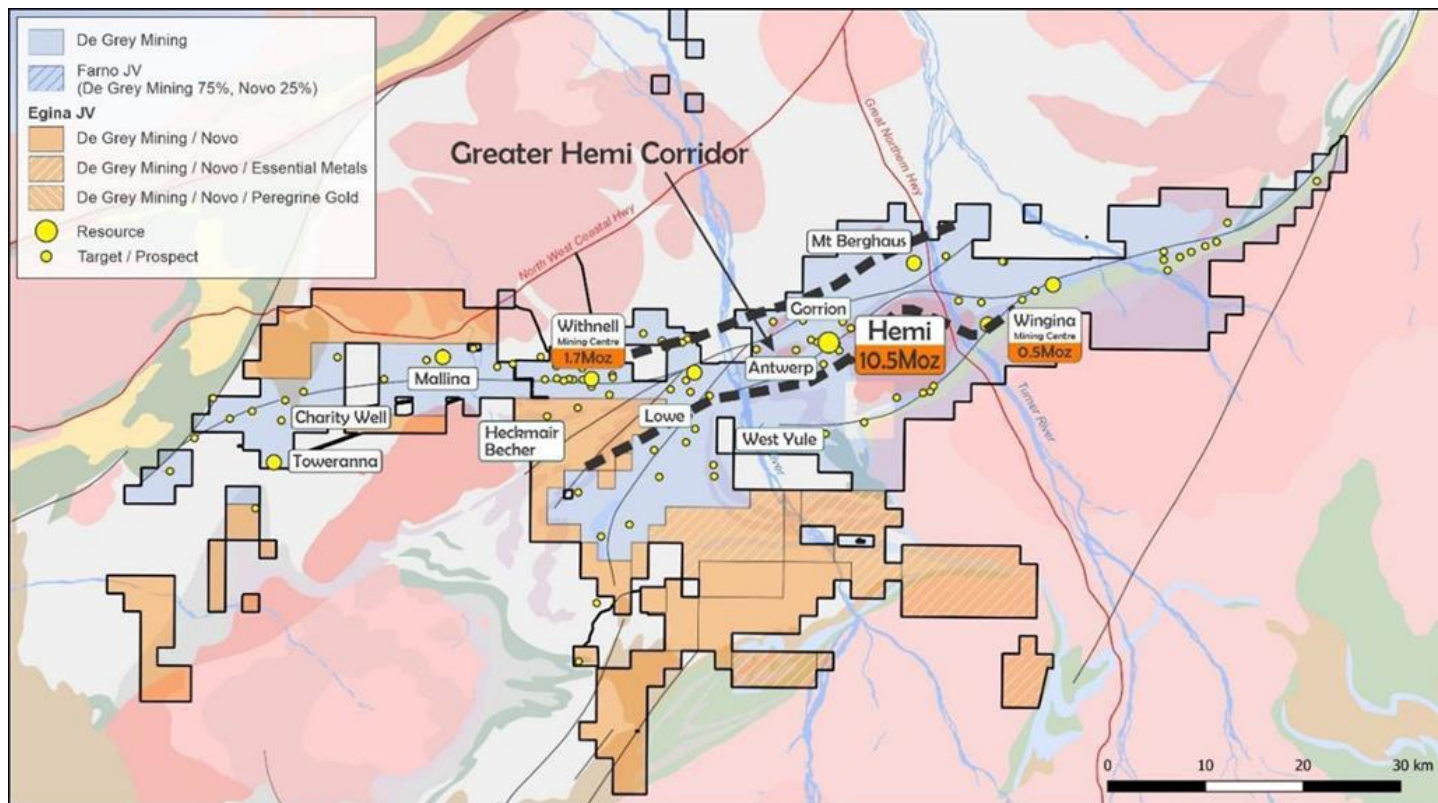 De Grey Mining
Farno JV
(De Grey Mining 75%, Novo 25%)
Egina JV
De Grey Mining / Novo
De Grey Mining / Novo / Essential Metals
De Grey Mining / Novo / Peregrine Gold
Resource
Target / Prospect
Greater Hemi Corridor
North West Coastal Hwy
Great Northern Hwy
Mt Berghaus
Gorrion
Withnell
Mining Centre
1.7Moz
Hemi
10.5Moz
Wingina
Mining Centre
0.5Moz
Antwerp
Mallina
Charity Well
Lowe
Heckmair
Becher
West Yule
Toweranna
Turner River
River
0 10 20 30 km